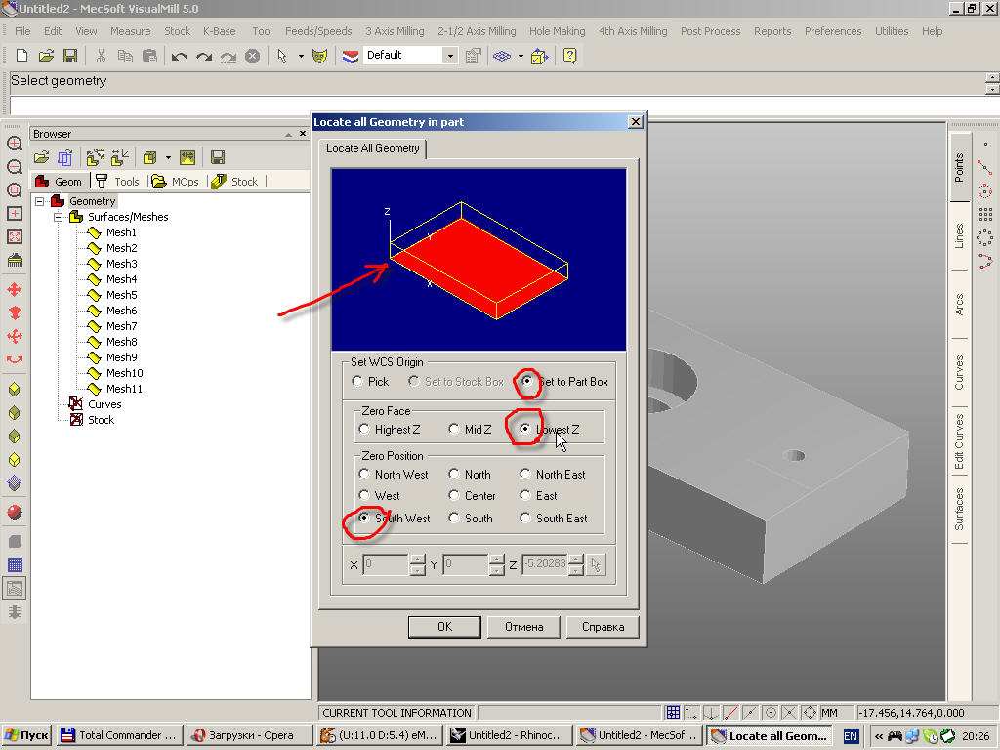 Untitled2 - MecSoft VisualMill 5.0
File Edit View Measure Stock K-Base Tool Feeds/Speeds 3 Axis Milling 2-1/2 Axis Milling Hole Making 4th Axis Milling Post Process Reports Preferences Utilities Help
Default
Select geometry
Browser
Geom Tools MOps Stock
Geometry
Surfaces/Meshes
Mesh1
Mesh2
Mesh3
Mesh4
Mesh5
Mesh6
Mesh7
Mesh8
Mesh9
Mesh10
Mesh11
Curves
Stock
Locate all Geometry in part
Locate All Geometry
Z
Y
X
Set WCS Origin
Pick Set to Stock Box Set to Part Box
Zero Face
Highest Z Mid Z Lowest Z
Zero Position
North West North North East
West Center East
South West South South East
X 0 Y 0 Z -5.20283
OK Отмена Справка
Points
Lines
Arcs
Curves
Edit Curves
Surfaces
CURRENT TOOL INFORMATION MM -17.456,14.764,0.000
Пуск Total Commander ... Загрузки - Opera (U:11.0 D:5.4) eM... Untitled2 - Rhinoc... Untitled2 - MecSof... Locate all Geom... EN « 20:26